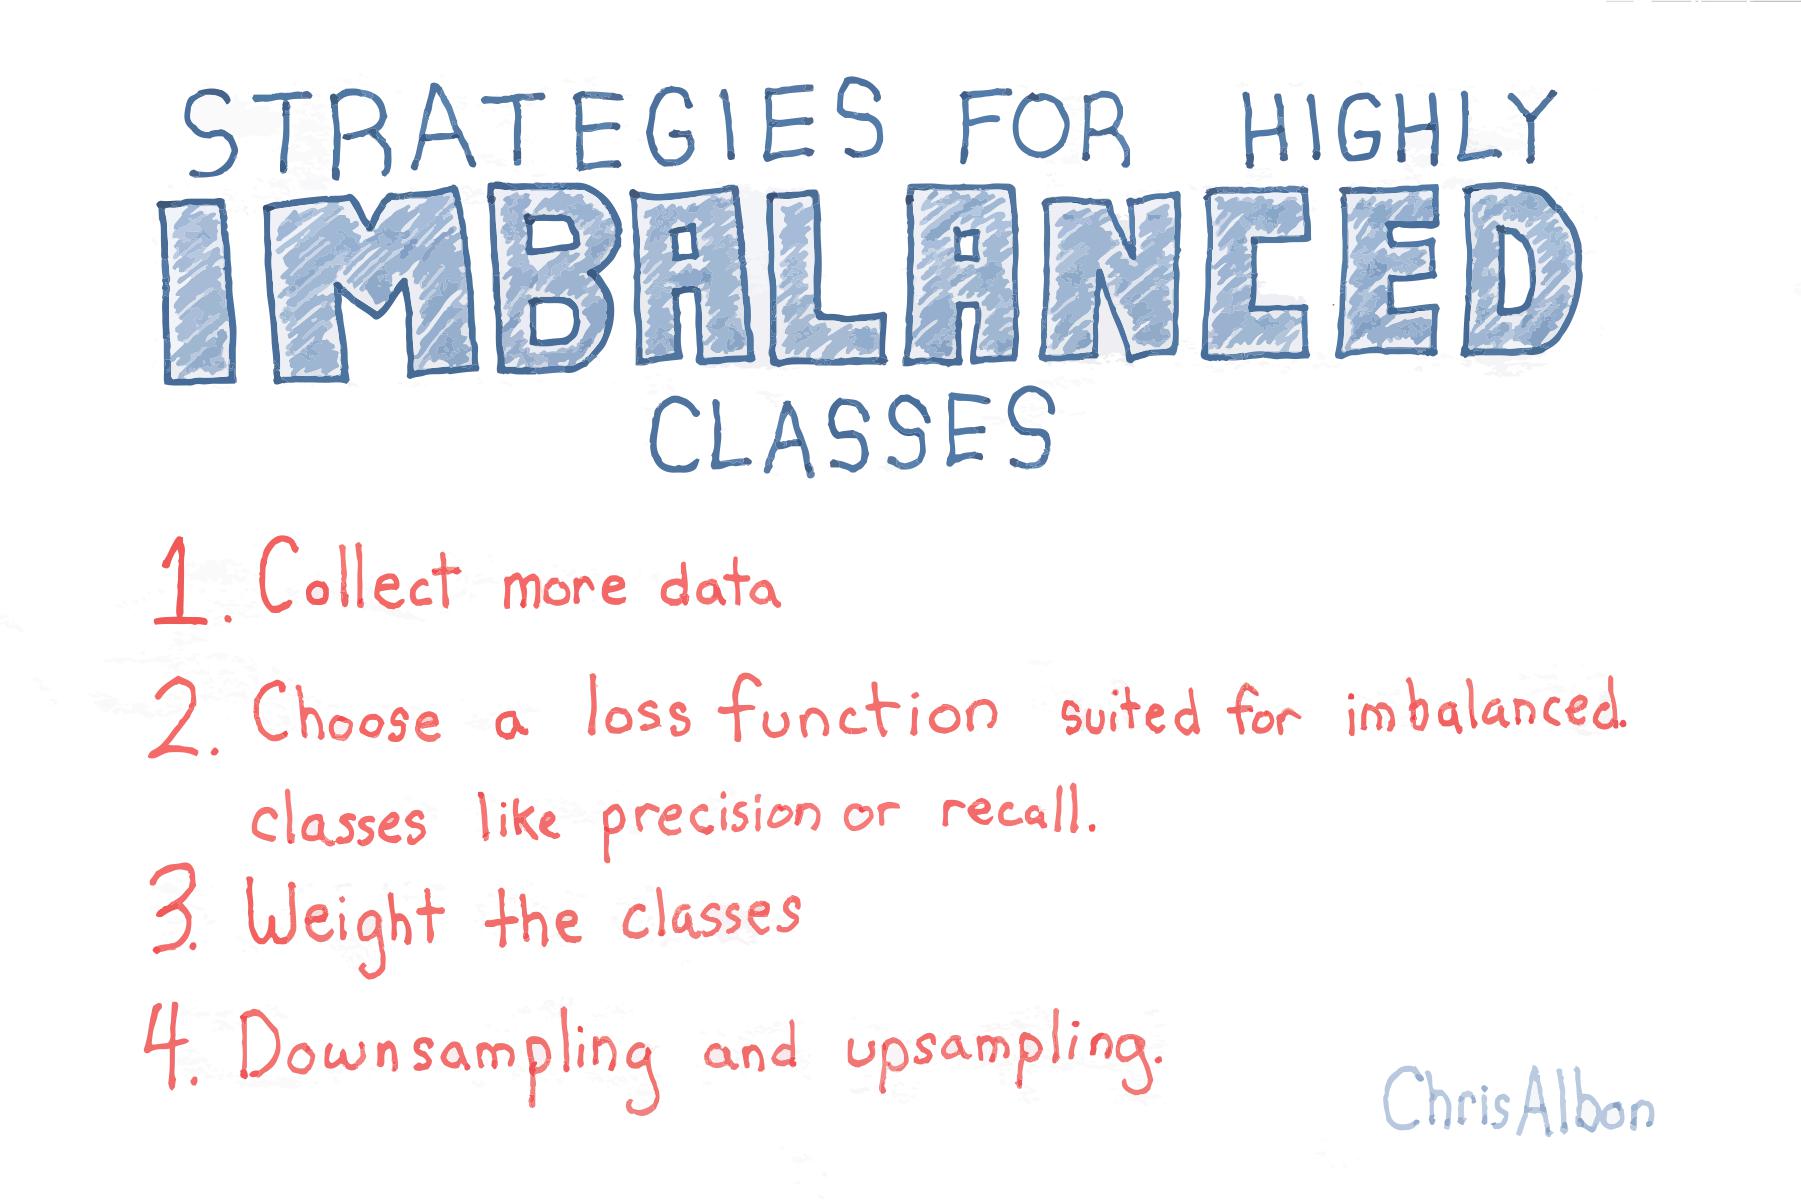 STRATEGIES FOR HIGHLY
IMBALANCED
CLASSES
1. Collect more data
2. Choose a loss function suited for imbalanced.
classes like precision or recall.
3. Weight the classes
4. Downsampling and upsampling.
Chris Albon